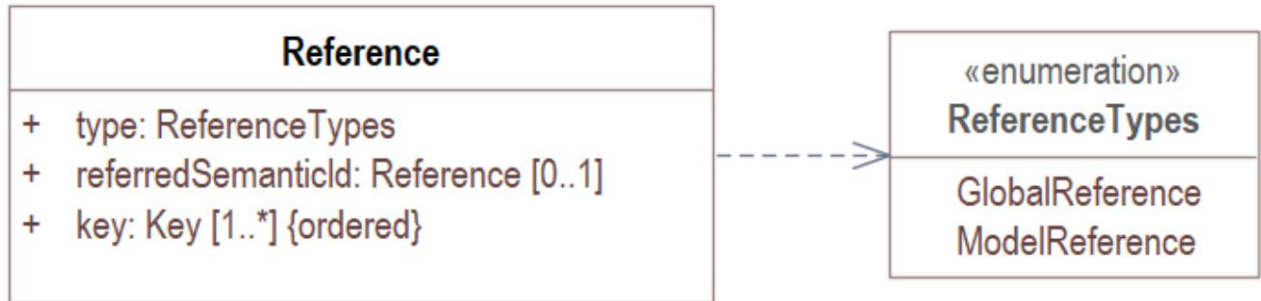 Reference
+ type: ReferenceTypes
+ referredSemanticId: Reference [0..1]
+ key: Key [1..*] {ordered}
«enumeration»
ReferenceTypes
GlobalReference
ModelReference